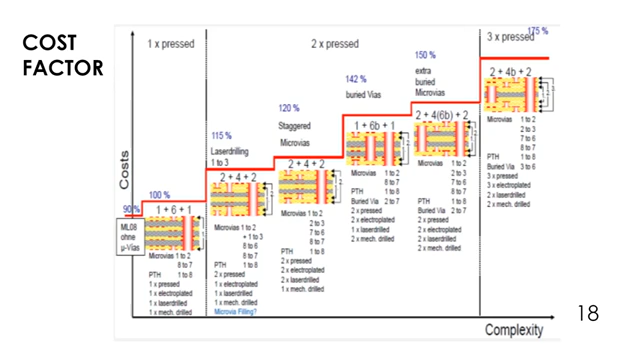 COST
FACTOR
1 x pressed
2 x pressed
3 x pressed
175 %
150 %
extra
buried
Microvias
142 %
buried Vias
120 %
Staggered
Microvias
115 %
Laserdrilling
1 to 3
100 %
90 %
2 + 4b + 2
2 + 4(6b) + 2
1 + 6b + 1
2 + 4 + 2
2 + 4 + 2
1 + 6 + 1
ML08
ohne
µ-Vias
Microvias 1 to 2
8 to 7
PTH 1 to 8
1 x pressed
1 x electroplated
1 x laserdrilled
1 x mech. drilled
Microvias 1 to 2
+ 1 to 3
8 to 6
8 to 7
PTH 1 to 8
2 x pressed
1 x electroplated
1 x laserdrilled
1 x mech. drilled
Microvia Filling?
Microvias 1 to 2
2 to 3
7 to 6
8 to 7
PTH 1 to 8
2 x pressed
2 x electroplated
2 x laserdrilled
1 x mech. drilled
Microvias 1 to 2
8 to 7
PTH 1 to 8
Buried Via 2 to 7
2 x pressed
2 x electroplated
1 x laserdrilled
2 x mech. drilled
Microvias 1 to 2
2 to 3
7 to 6
8 to 7
PTH 1 to 8
Buried Via 2 to 7
2 x pressed
2 x electroplated
2 x laserdrilled
2 x mech. drilled
Microvias 1 to 2
2 to 3
7 to 6
8 to 7
PTH 1 to 8
Buried Via 3 to 6
3 x pressed
3 x electroplated
2 x laserdrilled
2 x mech. drilled
Costs
Complexity
18